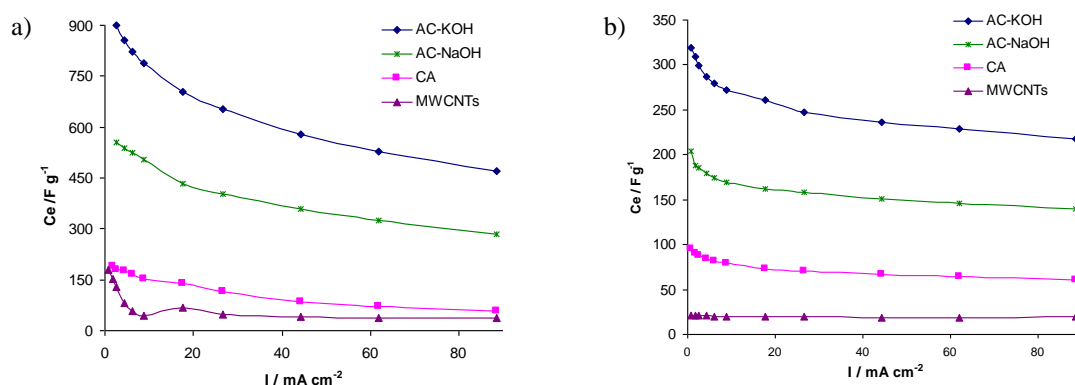 a)
Ce / F g-1
900
750
600
450
300
150
0
AC-KOH
AC-NaOH
CA
MWCNTs
0 20 40 60 80
I / mA cm-2
b)
Ce / F g-1
350
300
250
200
150
100
50
0
AC-KOH
AC-NaOH
CA
MWCNTs
0 20 40 60 80
I / mA cm-2